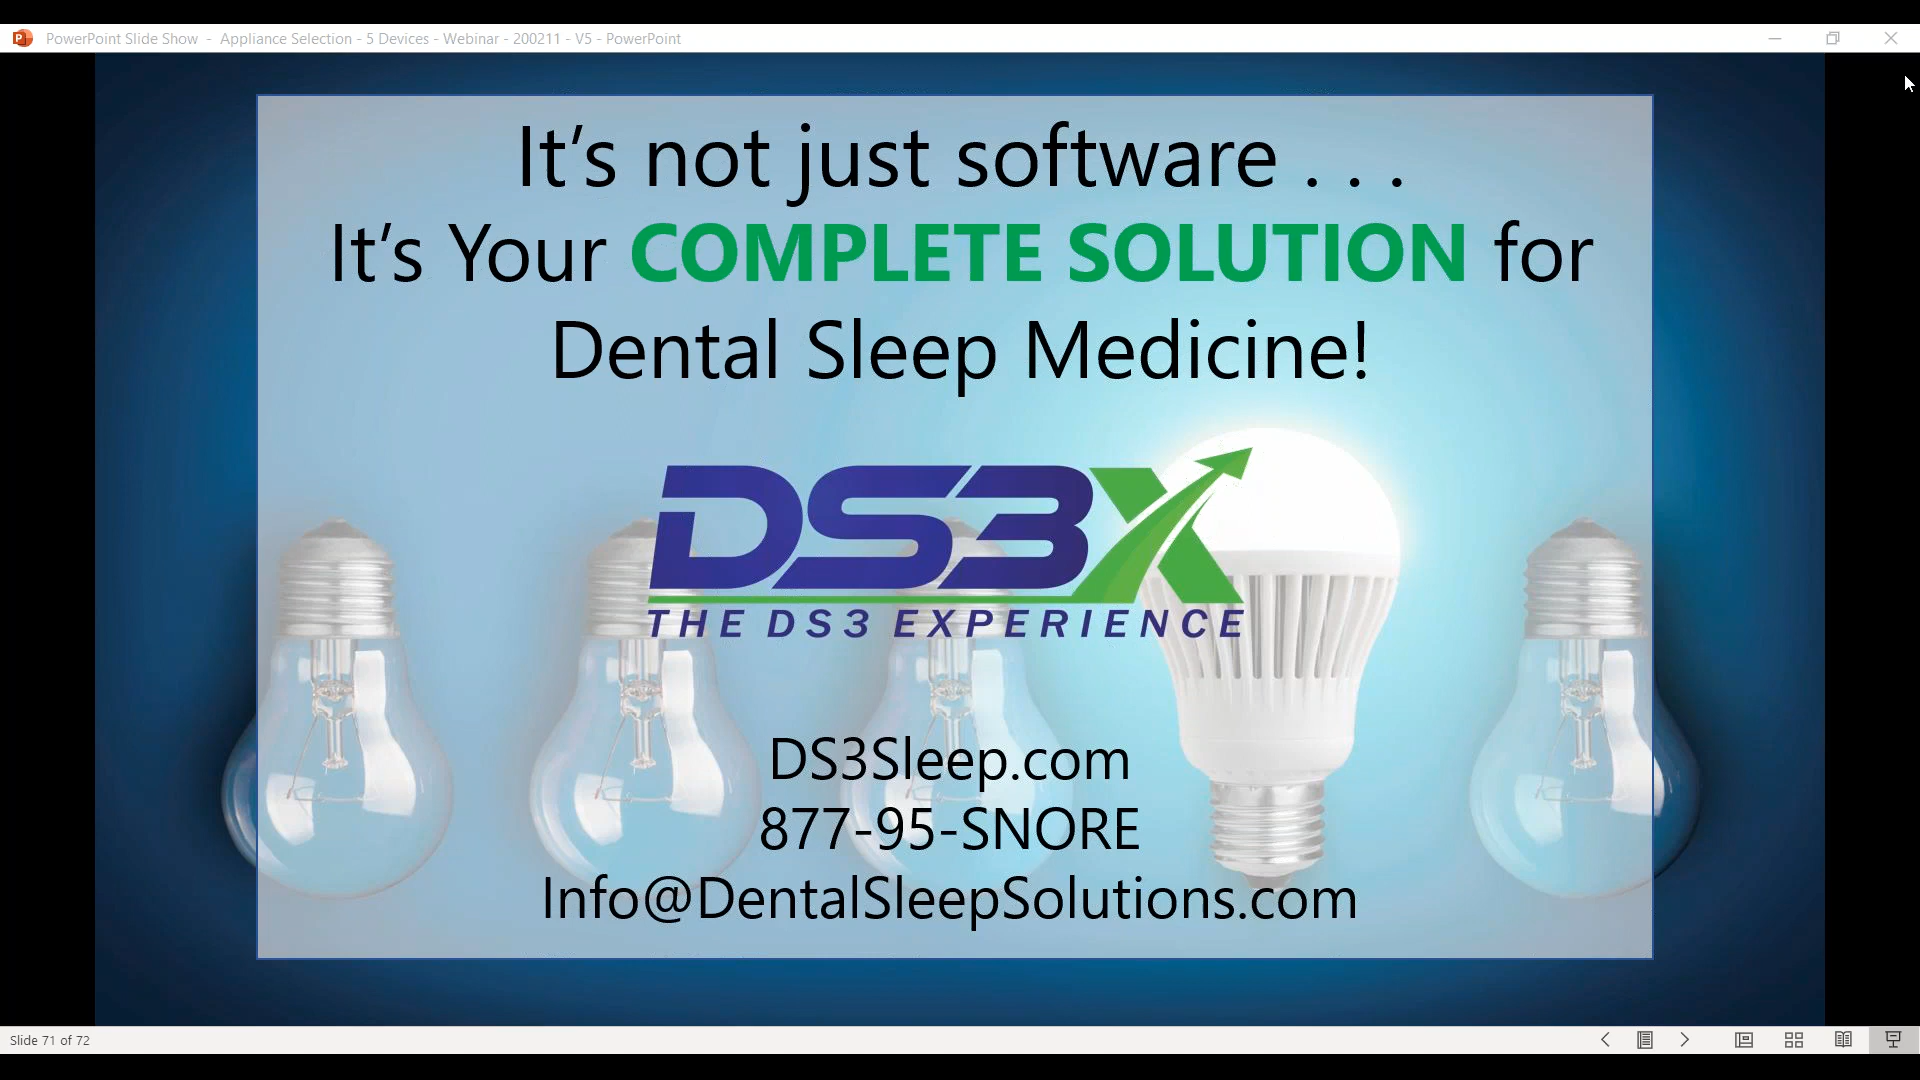 PowerPoint Slide Show - Appliance Selection - 5 Devices - Webinar - 200211 - V5 - PowerPoint
It's not just software . . .
It's Your COMPLETE SOLUTION for
Dental Sleep Medicine!
DS3X
THE DS3 EXPERIENCE
DS3Sleep.com
877-95-SNORE
Info@DentalSleepSolutions.com
Slide 71 of 72